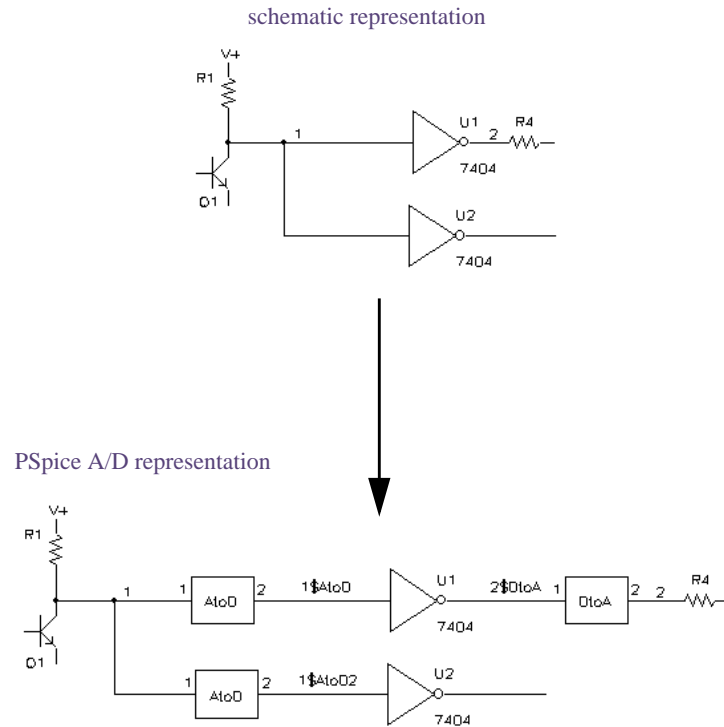 schematic representation
V+
R1
1
U1
2
R4
7404
Q1
U2
7404
PSpice A/D representation
V+
R1
1
1
AtoD
2
1$AtoD
U1
2$DtoA
1
DtoA
2
2
R4
7404
Q1
1
AtoD
2
1$AtoD2
U2
7404